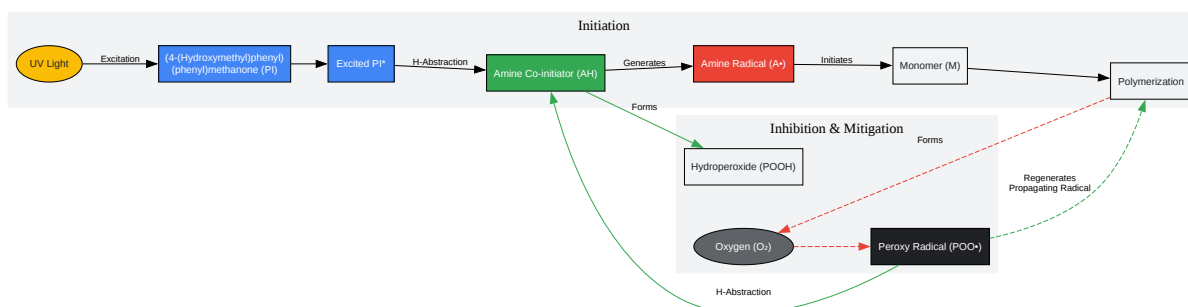 Initiation
UV Light
Excitation
(4-(Hydroxymethyl)phenyl)
(phenyl)methanone (PI)
Excited PI*
H-Abstraction
Amine Co-initiator (AH)
Generates
Amine Radical (A•)
Initiates
Monomer (M)
Polymerization
Forms
Inhibition & Mitigation
Forms
Hydroperoxide (POOH)
Regenerates
Propagating Radical
Oxygen (O₂)
Peroxy Radical (POO•)
H-Abstraction